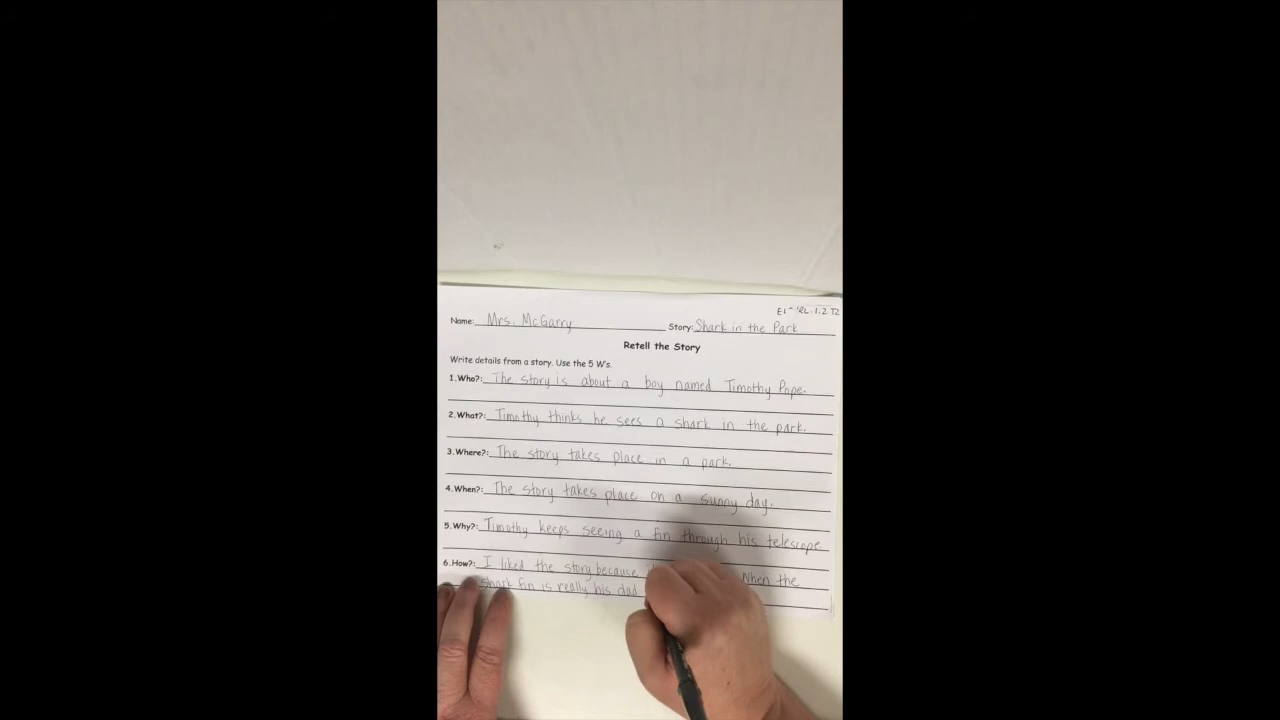 E1- RL.1.2 T2
Name: Mrs. McGarry Story: Shark in the Park
Retell the Story
Write details from a story. Use the 5 W's.
1.Who?: The story is about a boy named Timothy Pope.
2.What?: Timothy thinks he sees a shark in the park.
3.Where?: The story takes place in a park.
4.When?: The story takes place on a sunny day.
5.Why?: Timothy keeps seeing a fin through his telescope
6.How?: I liked the story because When the
shark fin is really his dad